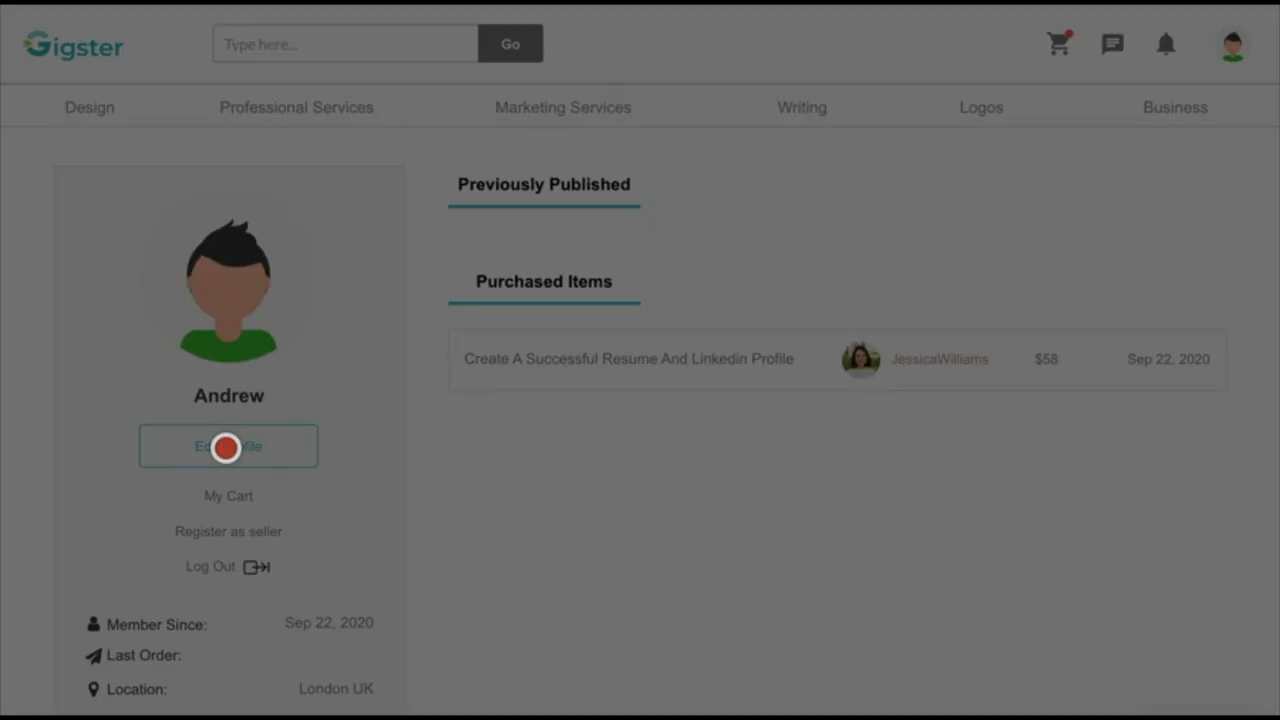 Gigster
Type here...
Go
Design Professional Services Marketing Services Writing Logos Business
Previously Published
Purchased Items
Create A Successful Resume And Linkedin Profile JessicaWilliams $58 Sep 22, 2020
Andrew
My Cart
Register as seller
Log Out
Member Since: Sep 22, 2020
Last Order:
Location: London UK